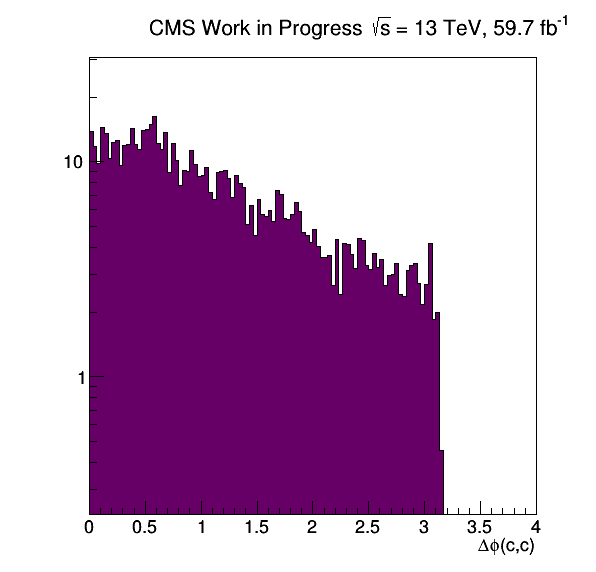 CMS Work in Progress √s = 13 TeV, 59.7 fb⁻¹
10
1
0 0.5 1 1.5 2 2.5 3 3.5 4
Δϕ(c,c)